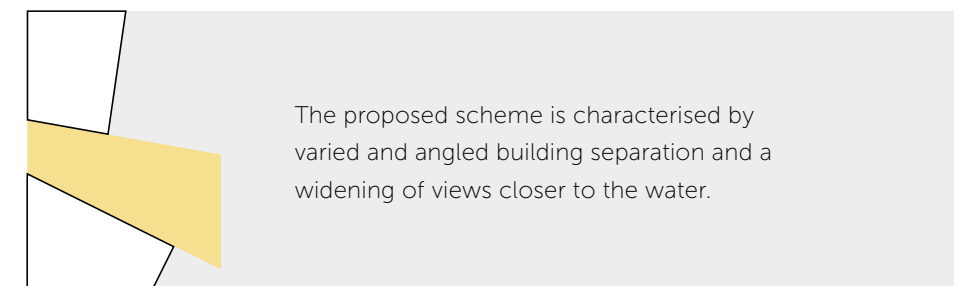 The proposed scheme is characterised by
varied and angled building separation and a
widening of views closer to the water.